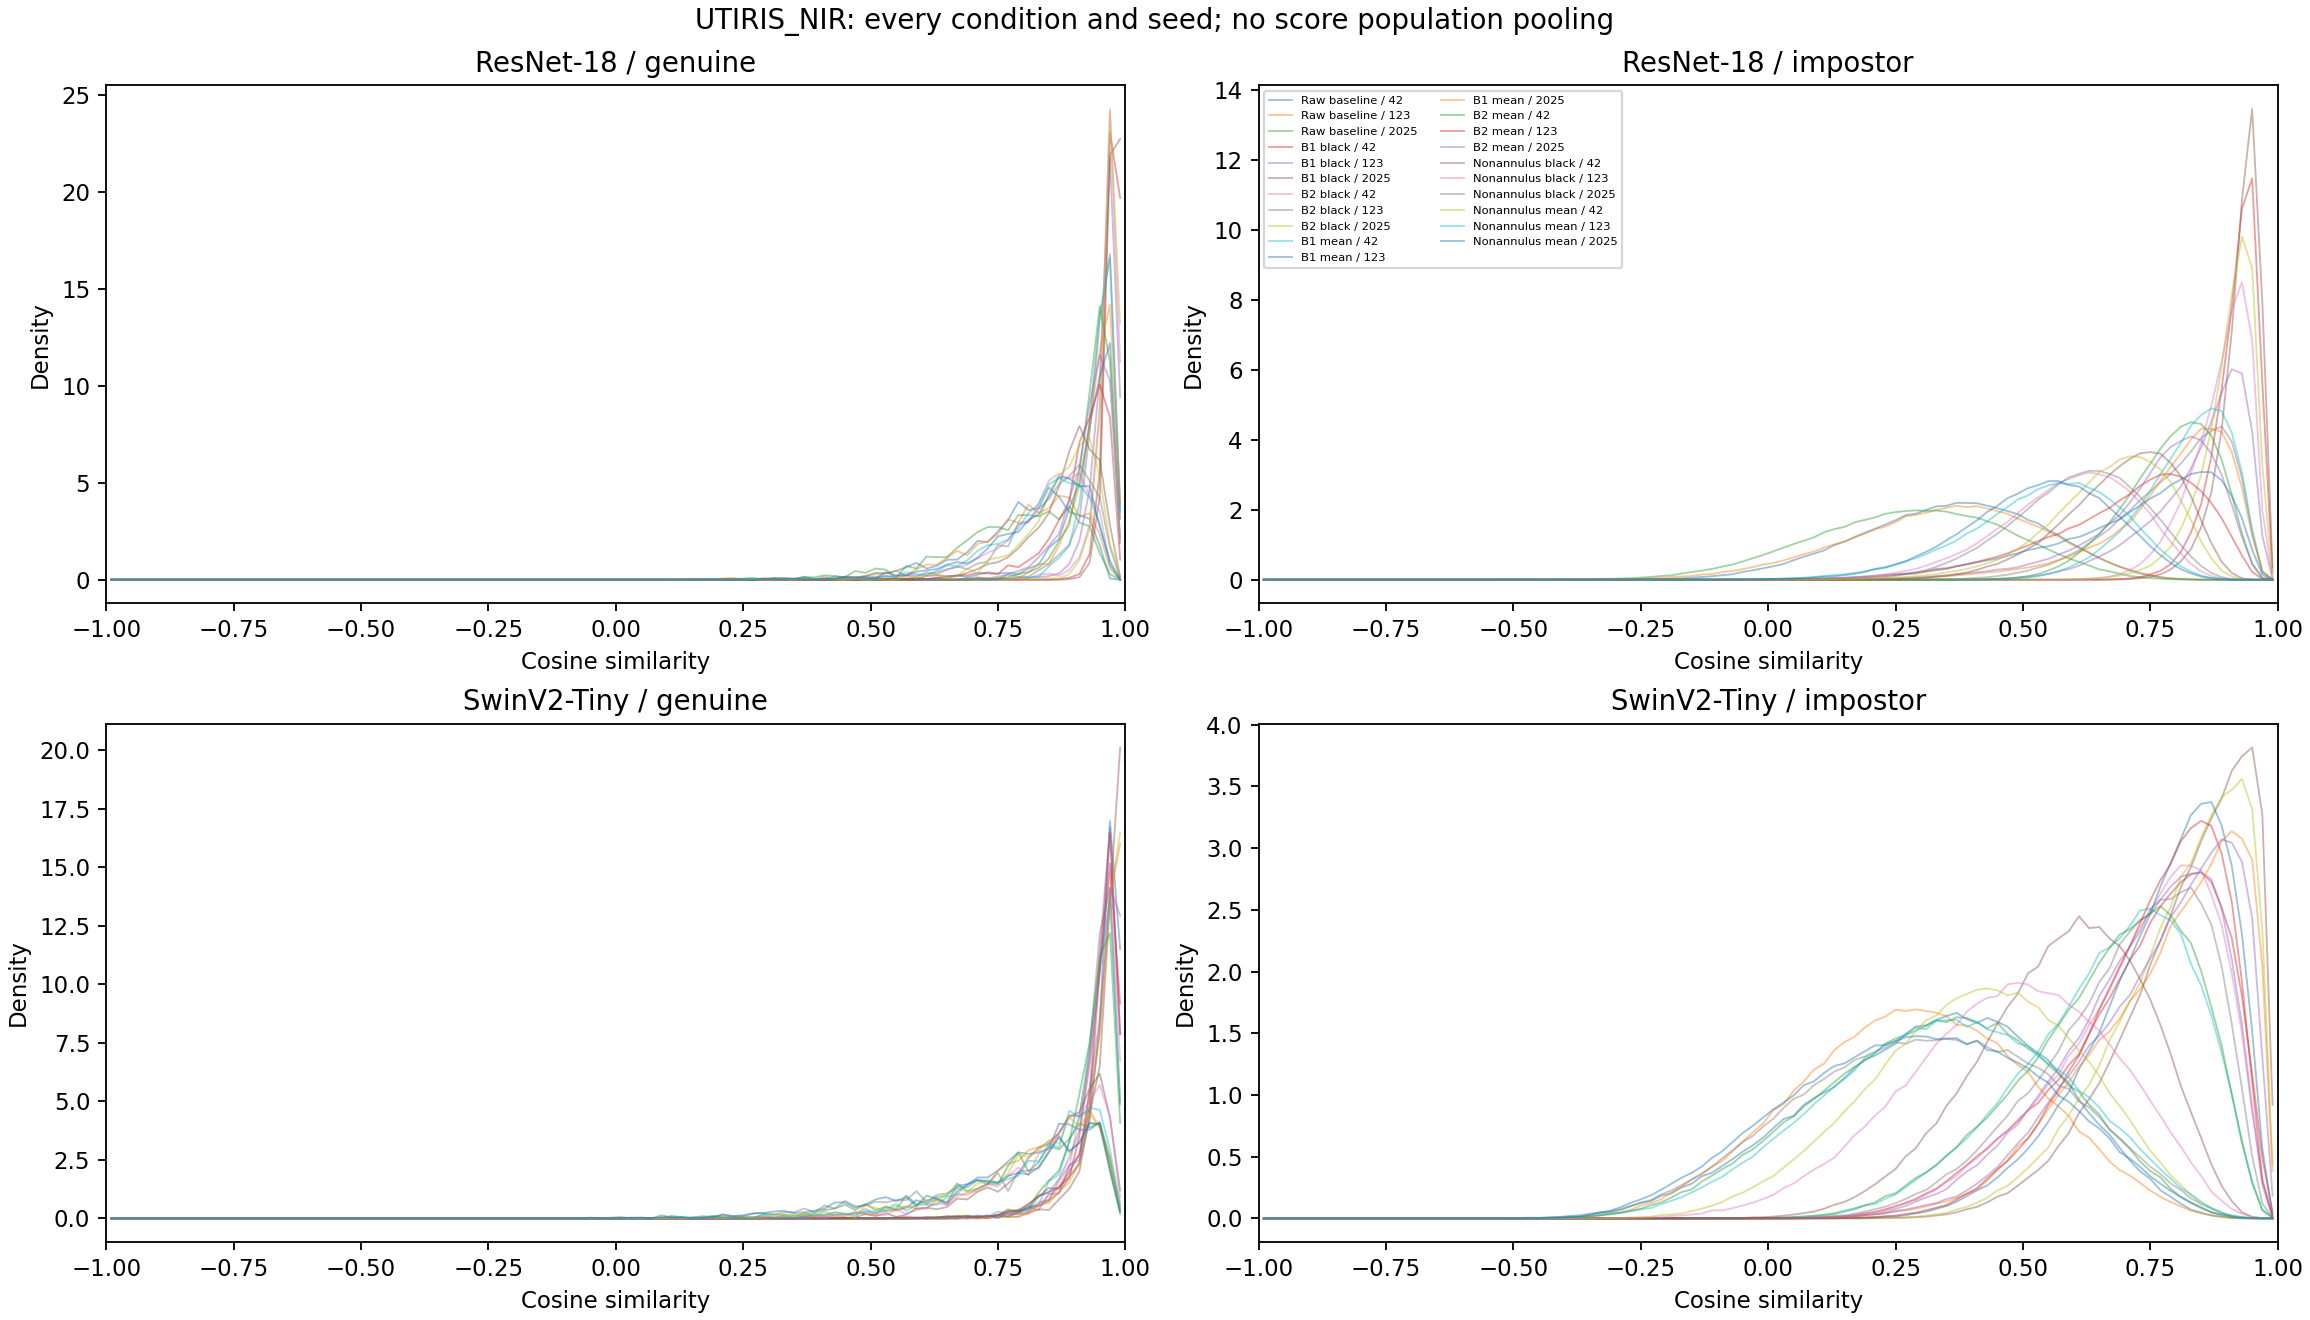 UTIRIS_NIR: every condition and seed; no score population pooling
ResNet-18 / genuine
25
20
15
10
5
0
Density
−1.00 −0.75 −0.50 −0.25 0.00 0.25 0.50 0.75 1.00
Cosine similarity
ResNet-18 / impostor
14
12
10
8
6
4
2
0
Density
Raw baseline / 42
Raw baseline / 123
Raw baseline / 2025
B1 black / 42
B1 black / 123
B1 black / 2025
B2 black / 42
B2 black / 123
B2 black / 2025
B1 mean / 42
B1 mean / 123
B1 mean / 2025
B2 mean / 42
B2 mean / 123
B2 mean / 2025
Nonannulus black / 42
Nonannulus black / 123
Nonannulus black / 2025
Nonannulus mean / 42
Nonannulus mean / 123
Nonannulus mean / 2025
−1.00 −0.75 −0.50 −0.25 0.00 0.25 0.50 0.75 1.00
Cosine similarity
SwinV2-Tiny / genuine
20.0
17.5
15.0
12.5
10.0
7.5
5.0
2.5
0.0
Density
−1.00 −0.75 −0.50 −0.25 0.00 0.25 0.50 0.75 1.00
Cosine similarity
SwinV2-Tiny / impostor
4.0
3.5
3.0
2.5
2.0
1.5
1.0
0.5
0.0
Density
−1.00 −0.75 −0.50 −0.25 0.00 0.25 0.50 0.75 1.00
Cosine similarity